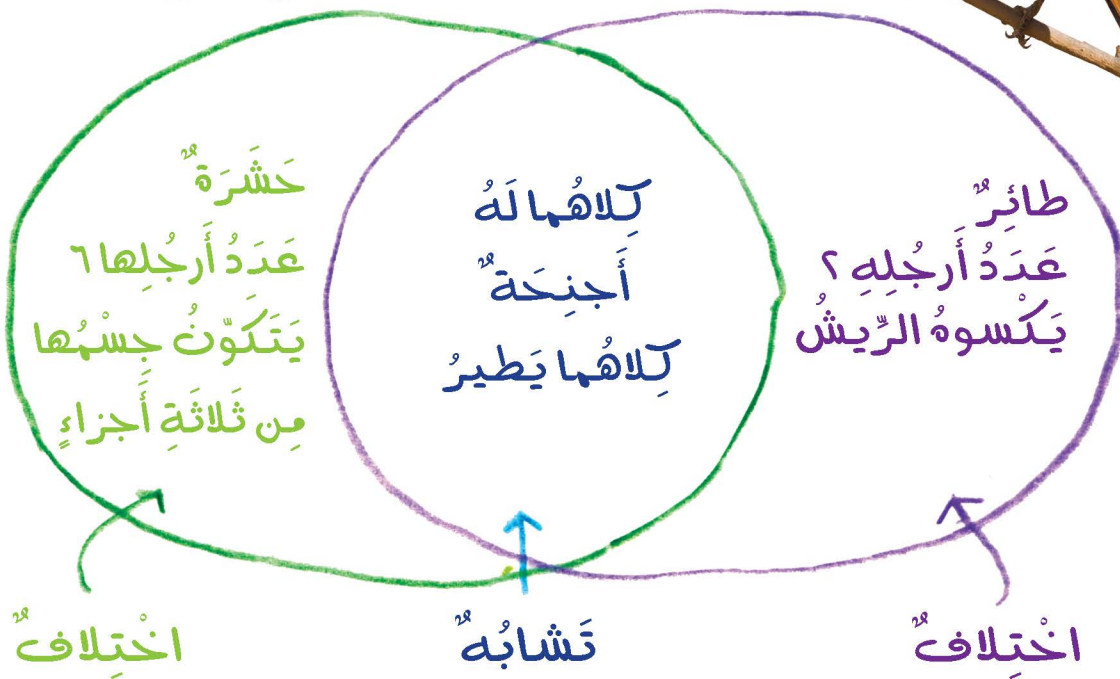 طائِرٌ
عَدَدُ أَرجُلِهِ ٢
يَكْسوهُ الرّيشُ
كِلاهُما لَهُ
أَجنِحَةٌ
كِلاهُما يَطيرُ
حَشَرَةٌ
عَدَدُ أَرجُلِها ٦
يَتَكَوّنُ جِسْمُها
مِن ثَلاثَةِ أَجزاءٍ
اخْتِلافٌ
تَشابُهٌ
اخْتِلافٌ